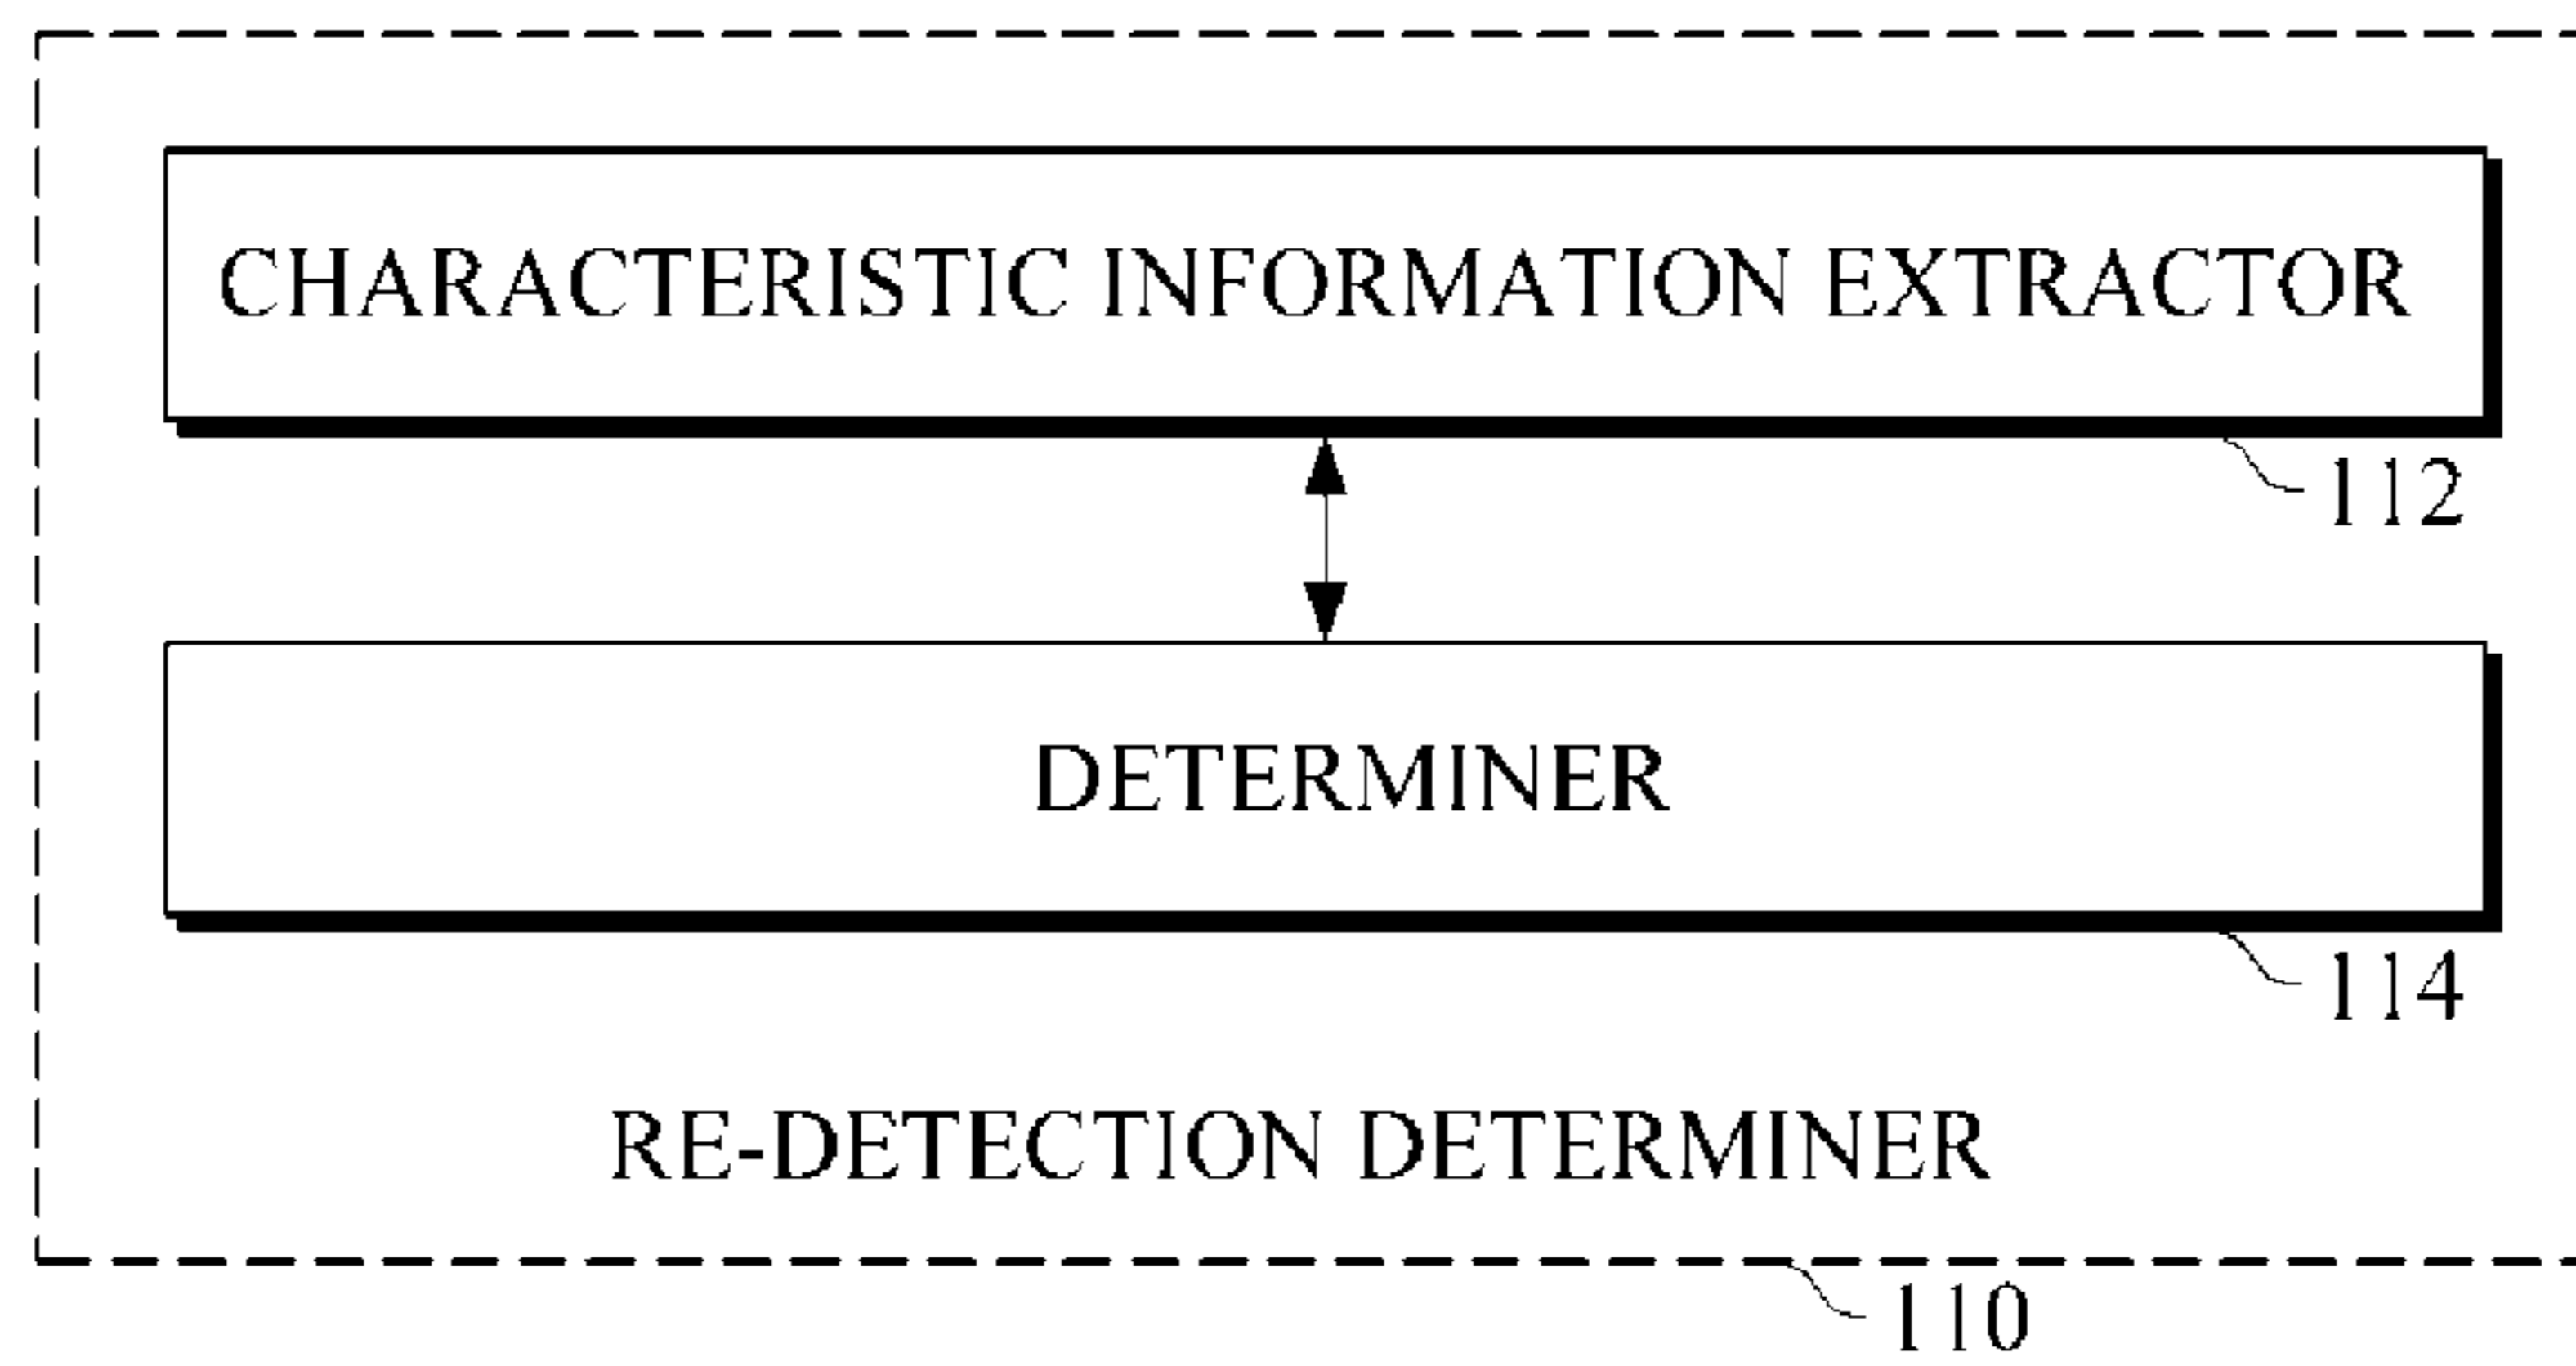 CHARACTERISTIC INFORMATION EXTRACTOR
112
DETERMINER
114
RE-DETECTION DETERMINER
110